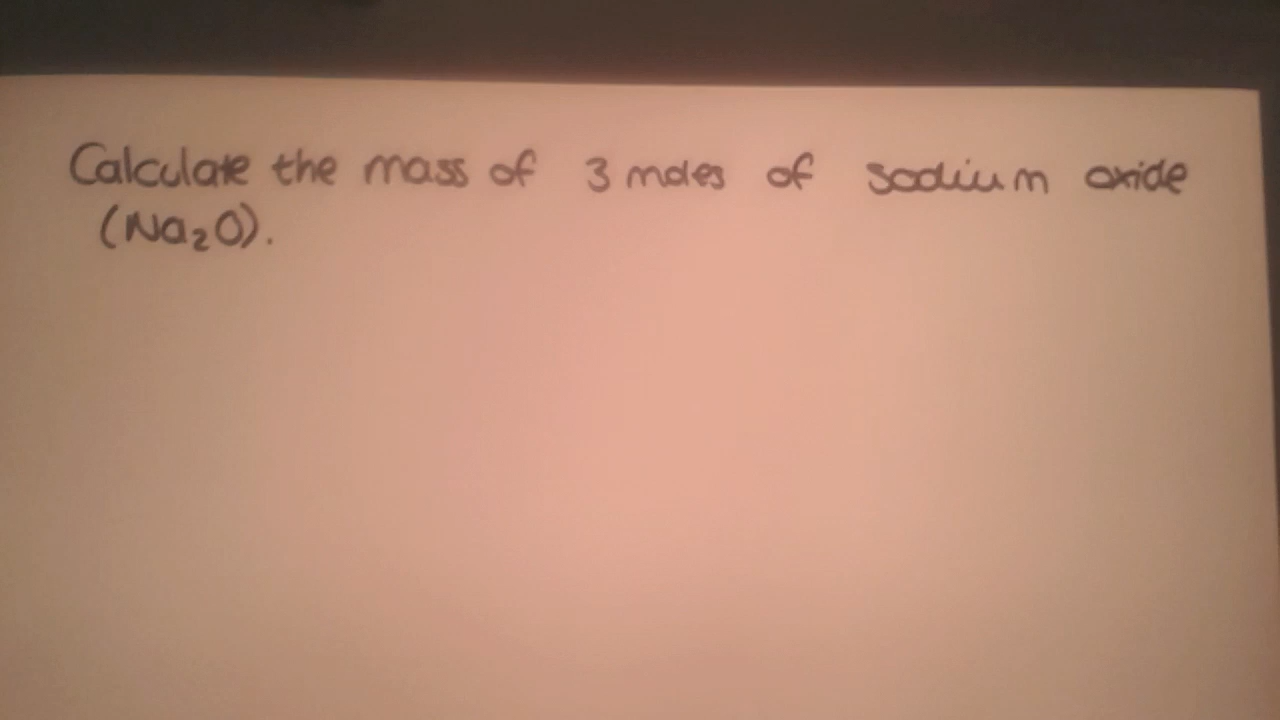 Calculate the mass of 3 moles of sodium oxide
(Na₂O).